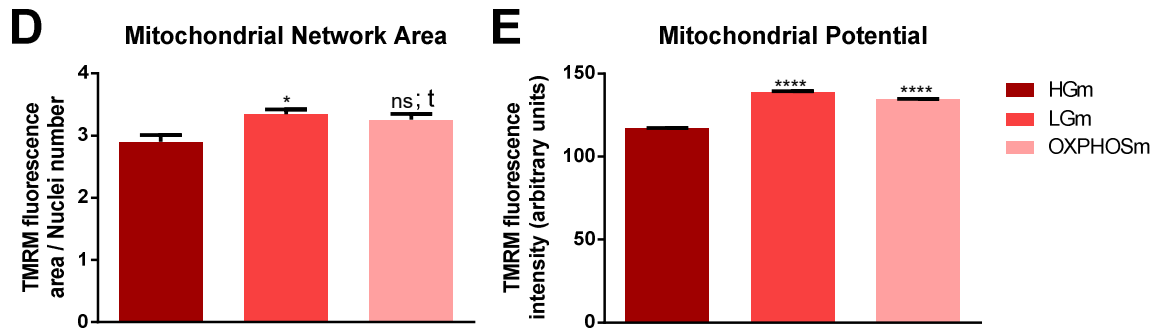 D
Mitochondrial Network Area
TMRM fluorescence
area / Nuclei number
4
3
2
1
0
*
ns; t
E
Mitochondrial Potential
TMRM fluorescence
intensity (arbitrary units)
150
100
50
0
****
****
HGm
LGm
OXPHOSm